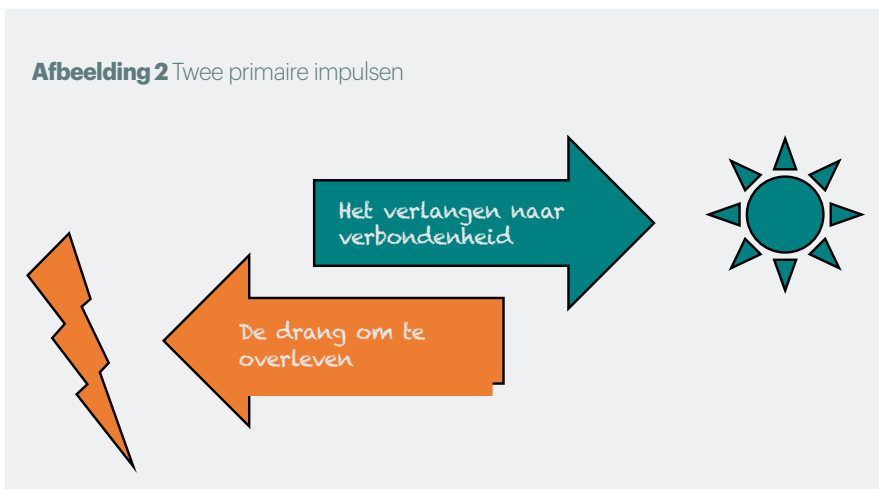 Afbeelding 2 Twee primaire impulsen
Het verlangen naar
verbondenheid
De drang om te
overleven